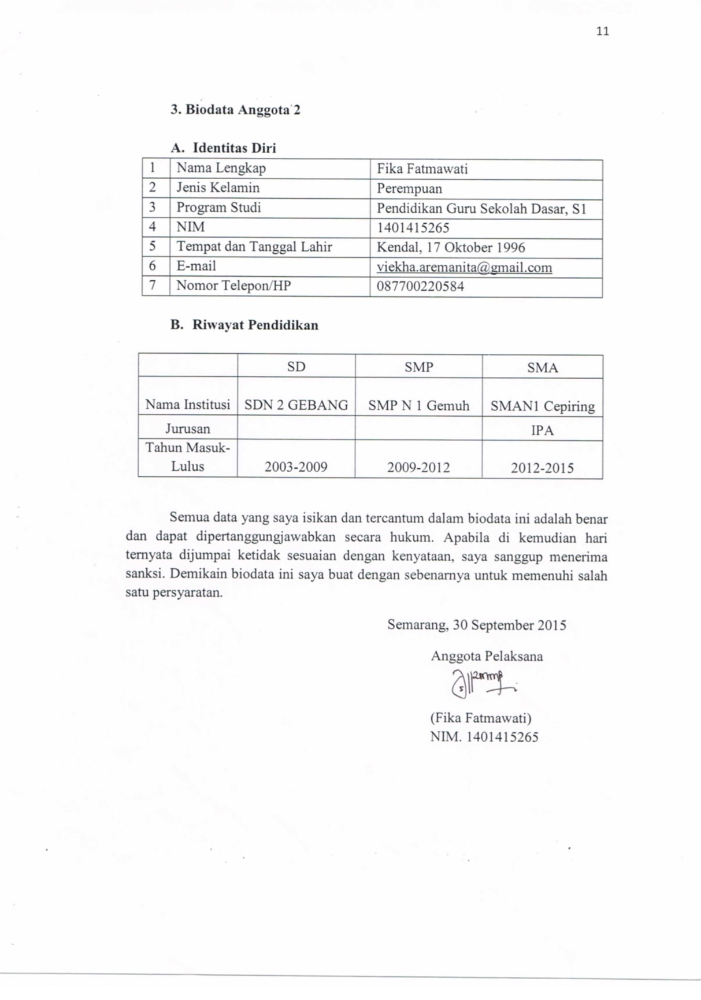 11
3. Biodata Anggota 2
A. Identitas Diri
1 Nama Lengkap Fika Fatmawati
2 Jenis Kelamin Perempuan
3 Program Studi Pendidikan Guru Sekolah Dasar, S1
4 NIM 1401415265
5 Tempat dan Tanggal Lahir Kendal, 17 Oktober 1996
6 E-mail viekha.aremanita@gmail.com
7 Nomor Telepon/HP 087700220584
B. Riwayat Pendidikan
SD SMP SMA
Nama Institusi SDN 2 GEBANG SMP N 1 Gemuh SMAN1 Cepiring
Jurusan IPA
Tahun Masuk-
Lulus 2003-2009 2009-2012 2012-2015
Semua data yang saya isikan dan tercantum dalam biodata ini adalah benar
dan dapat dipertanggungjawabkan secara hukum. Apabila di kemudian hari
ternyata dijumpai ketidak sesuaian dengan kenyataan, saya sanggup menerima
sanksi. Demikain biodata ini saya buat dengan sebenarnya untuk memenuhi salah
satu persyaratan.
Semarang, 30 September 2015
Anggota Pelaksana
(Fika Fatmawati)
NIM. 1401415265